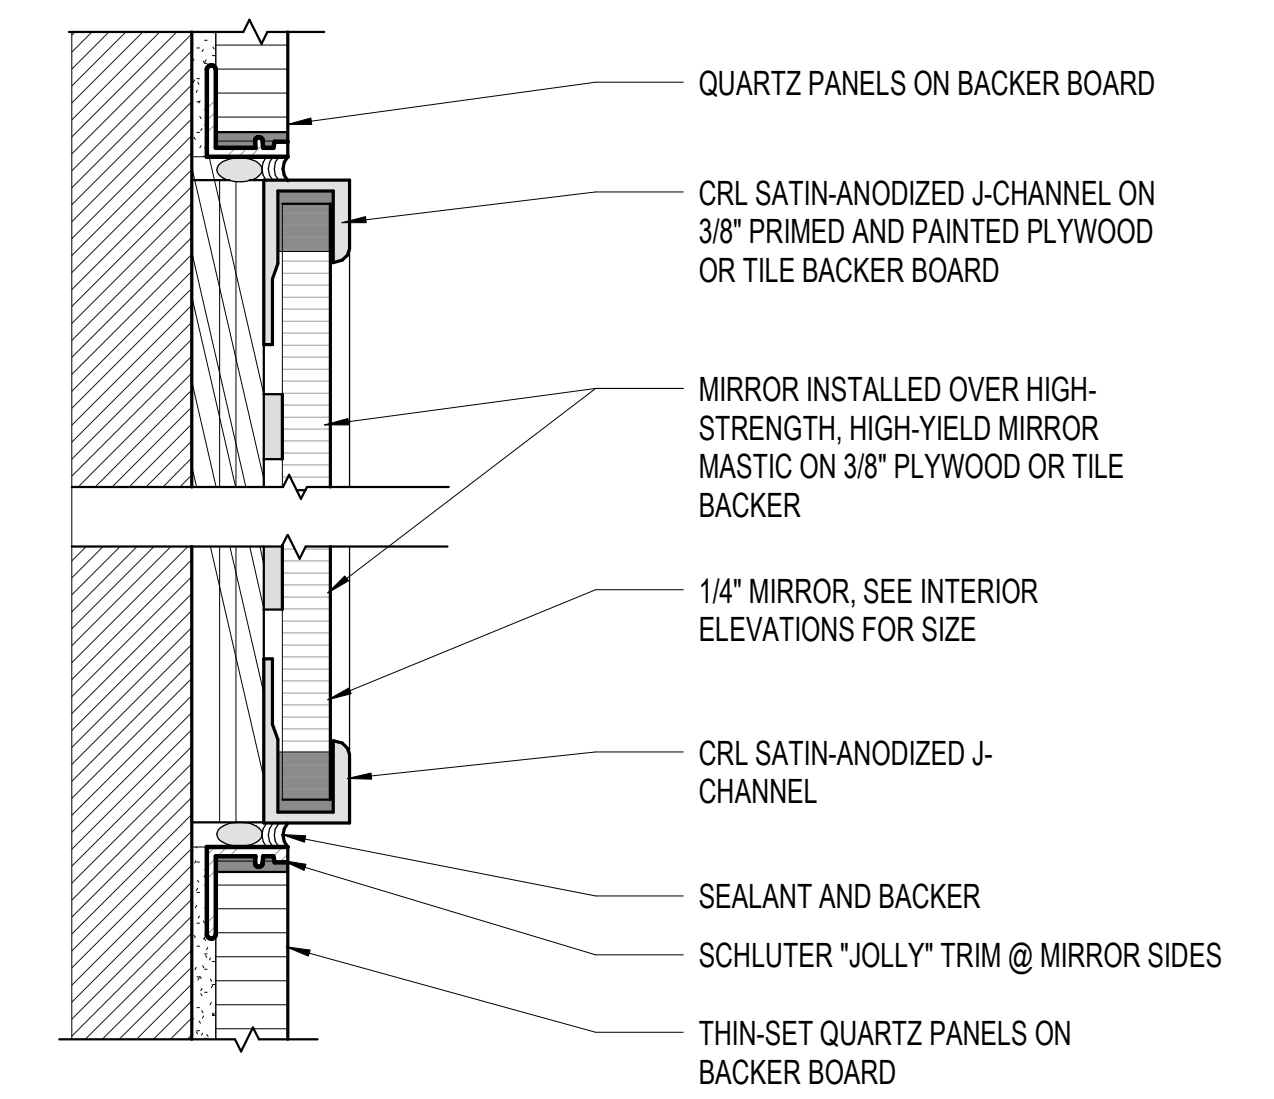 QUARTZ PANELS ON BACKER BOARD
CRL SATIN-ANODIZED J-CHANNEL ON
3/8" PRIMED AND PAINTED PLYWOOD
OR TILE BACKER BOARD
MIRROR INSTALLED OVER HIGH-
STRENGTH, HIGH-YIELD MIRROR
MASTIC ON 3/8" PLYWOOD OR TILE
BACKER
1/4" MIRROR, SEE INTERIOR
ELEVATIONS FOR SIZE
CRL SATIN-ANODIZED J-
CHANNEL
SEALANT AND BACKER
SCHLUTER "JOLLY" TRIM @ MIRROR SIDES
THIN-SET QUARTZ PANELS ON
BACKER BOARD